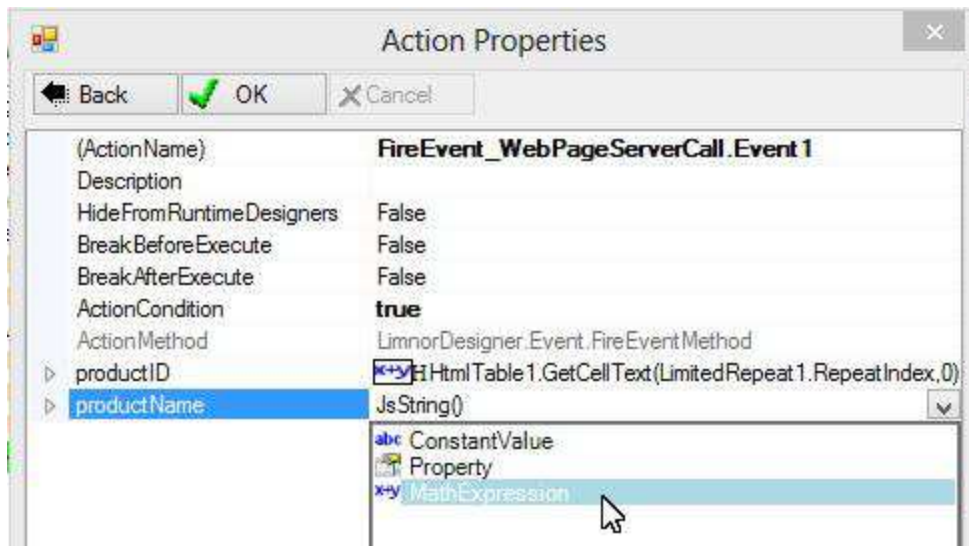 Action Properties
Back OK Cancel
(ActionName) FireEvent_WebPageServerCall.Event1
Description
HideFromRuntimeDesigners False
BreakBeforeExecute False
BreakAfterExecute False
ActionCondition true
ActionMethod LimnorDesigner.Event.FireEventMethod
productID x+y HtmlTable1.GetCellText(LimitedRepeat1.RepeatIndex,0)
productName JsString()
abc ConstantValue
Property
x+y MathExpression